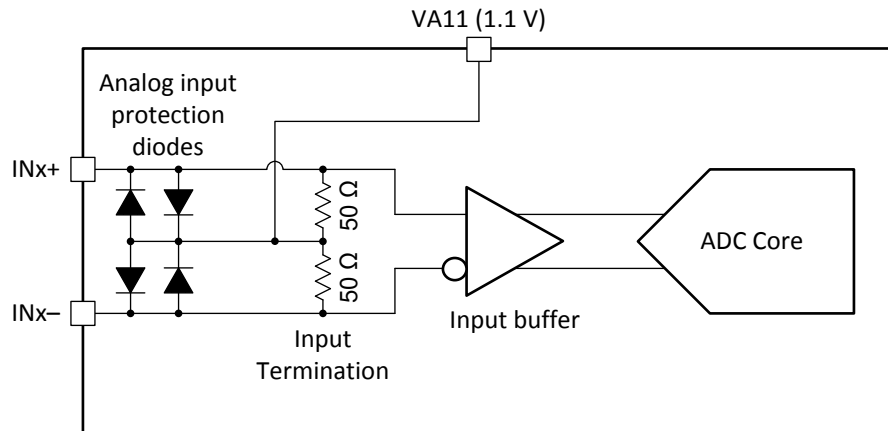 VA11 (1.1 V)
Analog input
protection
diodes
INx+
50 Ω
50 Ω
ADC Core
INx–
Input
Termination
Input buffer